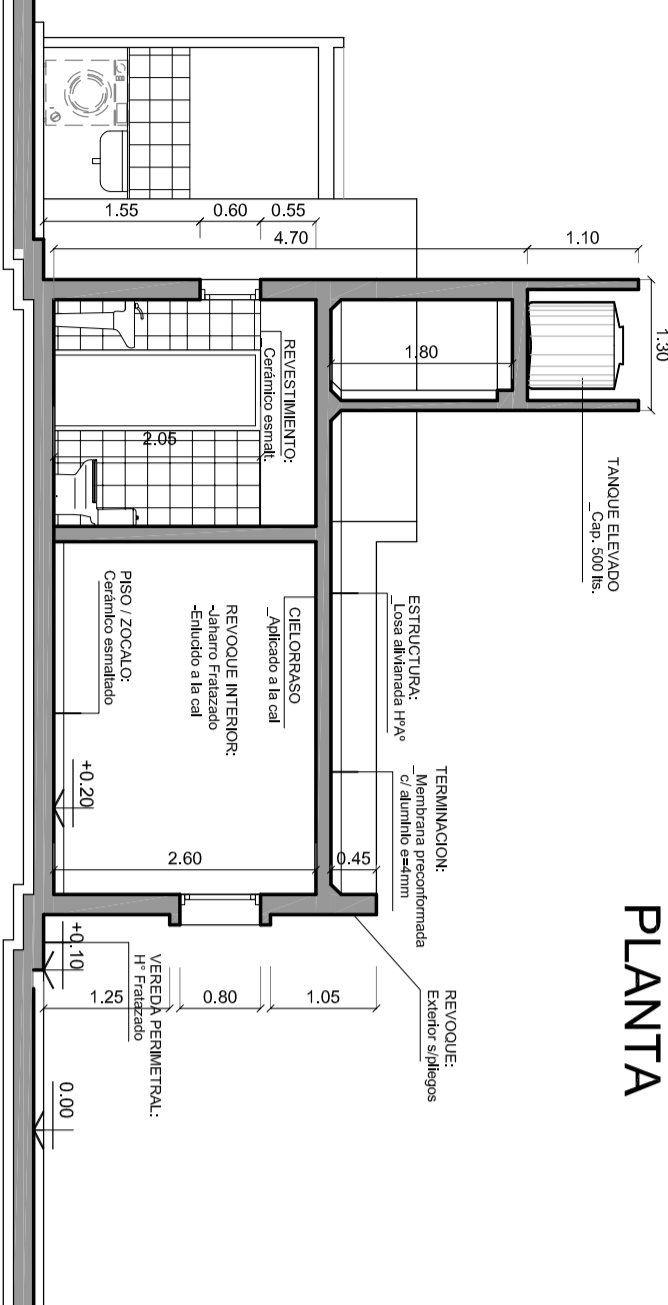 PLANTA
1.30
1.10
4.70
0.55
0.60
1.55
1.80
2.05
TANQUE ELEVADO
_Cap. 500 lts.
REVESTIMIENTO:
Cerámico esmalt.
ESTRUCTURA:
_Losa alivianada HºAº
TERMINACION:
_Membrana preconformada
c/ aluminio e=4mm
CIELORRASO
_Aplicado a la cal
REVOQUE INTERIOR:
-Jaharro Fratazado
-Enlucido a la cal
PISO / ZOCALO:
Cerámico esmaltado
REVOQUE:
Exterior s/pliegos
0.45
2.60
+0.20
1.05
0.80
1.25
+0.10
VEREDA PERIMETRAL:
H° Fratazado
0.00